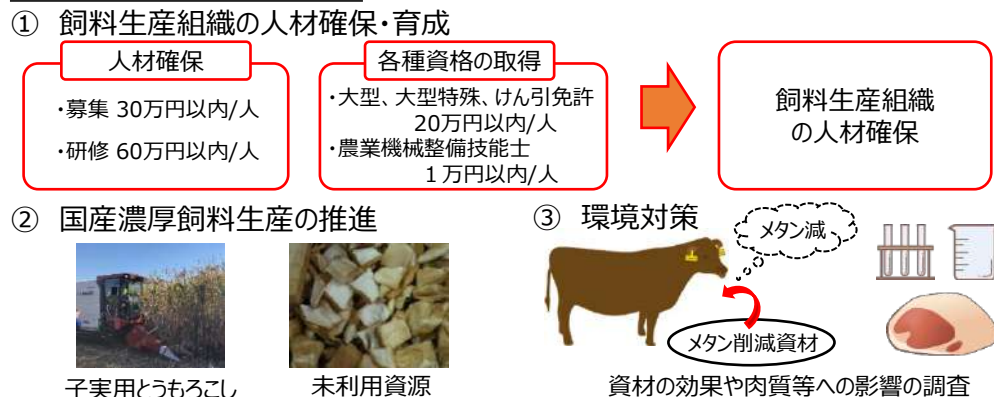 ① 飼料生産組織の人材確保・育成
人材確保
・募集 30万円以内/人
・研修 60万円以内/人
各種資格の取得
・大型、大型特殊、けん引免許
20万円以内/人
・農業機械整備技能士
１万円以内/人
飼料生産組織
の人材確保
② 国産濃厚飼料生産の推進
子実用とうもろこし
未利用資源
③ 環境対策
メタン減
メタン削減資材
資材の効果や肉質等への影響の調査